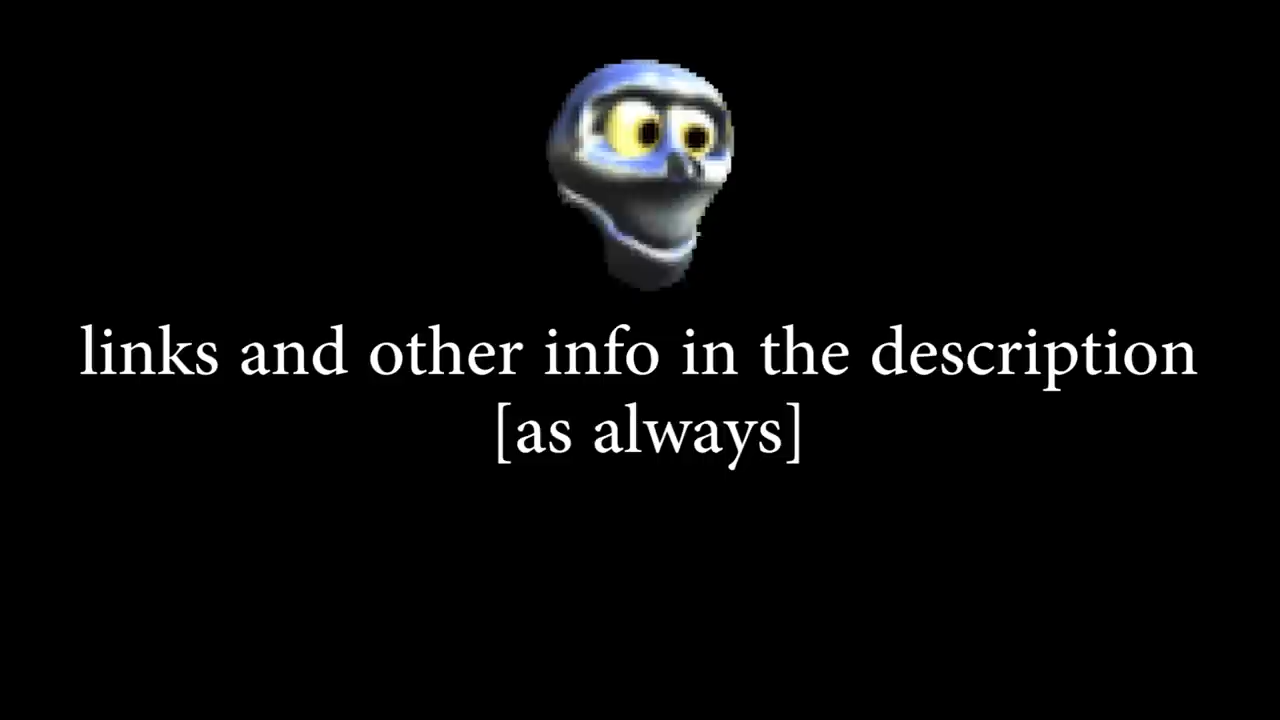 links and other info in the description
[as always]